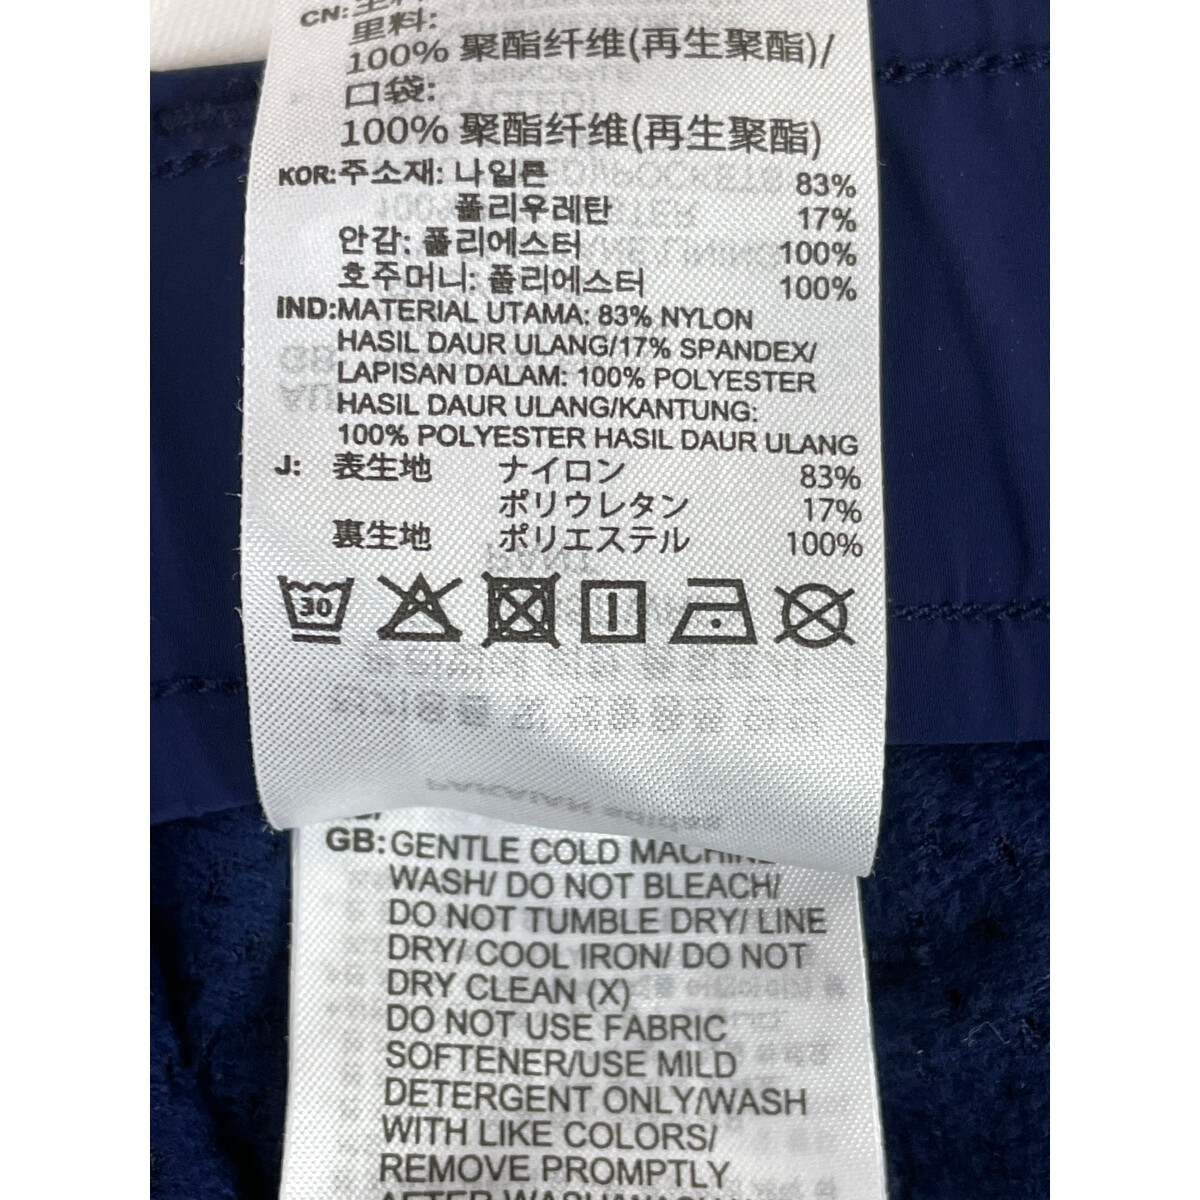 CN:
里料:
100% 聚酯纤维(再生聚酯)/
口袋:
100% 聚酯纤维(再生聚酯)
KOR:주소재: 나일론 83%
폴리우레탄 17%
안감: 폴리에스터 100%
호주머니: 폴리에스터 100%
IND:MATERIAL UTAMA: 83% NYLON
HASIL DAUR ULANG/17% SPANDEX/
LAPISAN DALAM: 100% POLYESTER
HASIL DAUR ULANG/KANTUNG:
100% POLYESTER HASIL DAUR ULANG
J: 表生地 ナイロン 83%
ポリウレタン 17%
裏生地 ポリエステル 100%
30
GB: GENTLE COLD MACHINE
WASH/ DO NOT BLEACH/
DO NOT TUMBLE DRY/ LINE
DRY/ COOL IRON/ DO NOT
DRY CLEAN (X)
DO NOT USE FABRIC
SOFTENER/USE MILD
DETERGENT ONLY/WASH
WITH LIKE COLORS/
REMOVE PROMPTLY